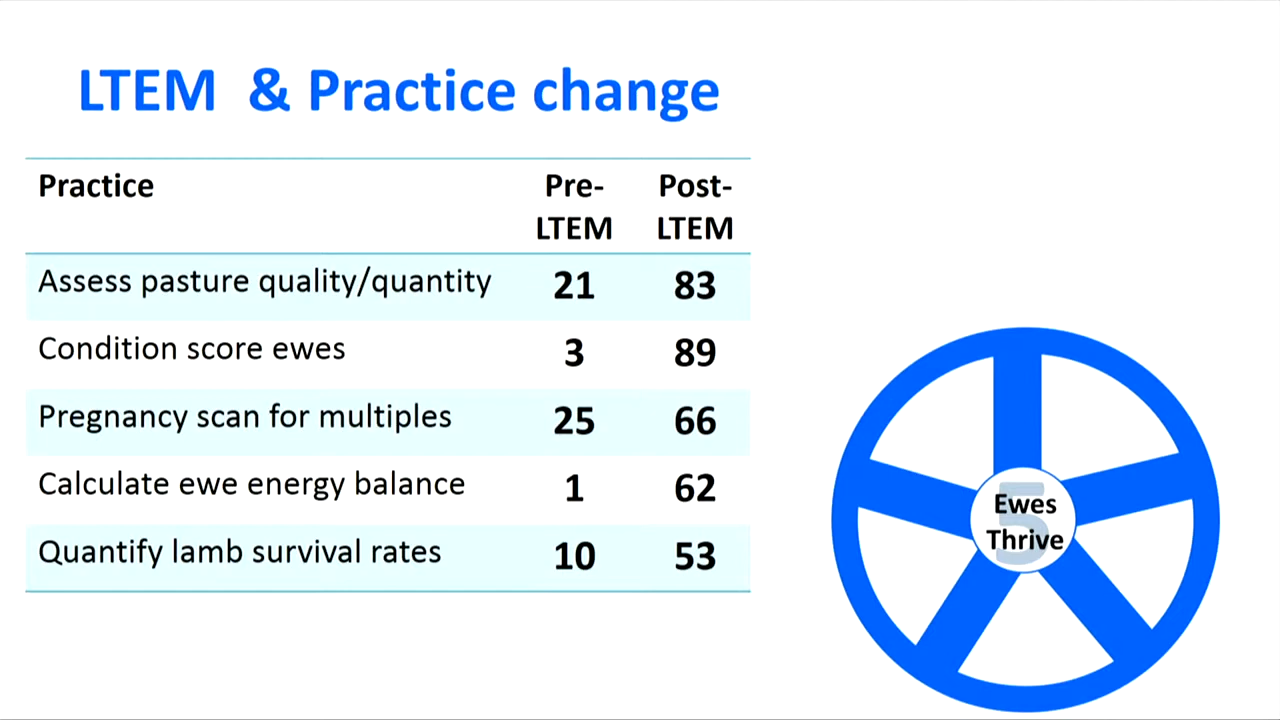 LTEM & Practice change
Practice Pre- Post-
LTEM LTEM
Assess pasture quality/quantity 21 83
Condition score ewes 3 89
Pregnancy scan for multiples 25 66
Calculate ewe energy balance 1 62
Quantify lamb survival rates 10 53
5
Ewes
Thrive